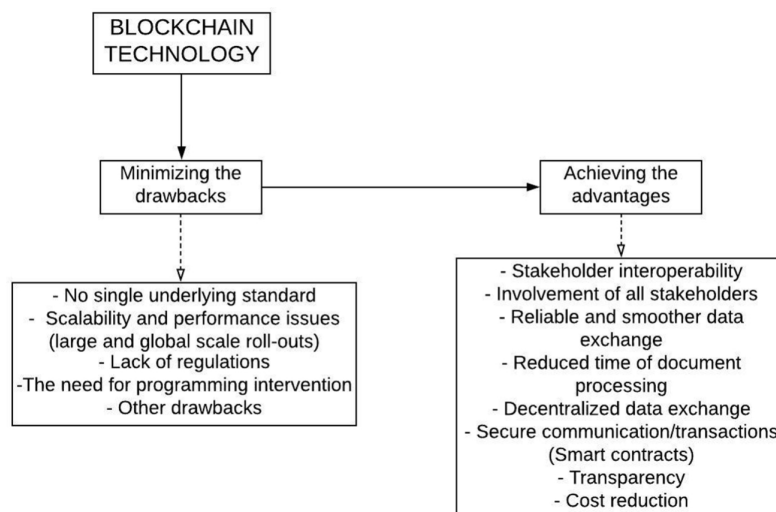 BLOCKCHAIN
TECHNOLOGY
Minimizing the
drawbacks
Achieving the
advantages
- No single underlying standard
- Scalability and performance issues
(large and global scale roll-outs)
- Lack of regulations
-The need for programming intervention
- Other drawbacks
- Stakeholder interoperability
- Involvement of all stakeholders
- Reliable and smoother data
exchange
- Reduced time of document
processing
- Decentralized data exchange
- Secure communication/transactions
(Smart contracts)
- Transparency
- Cost reduction